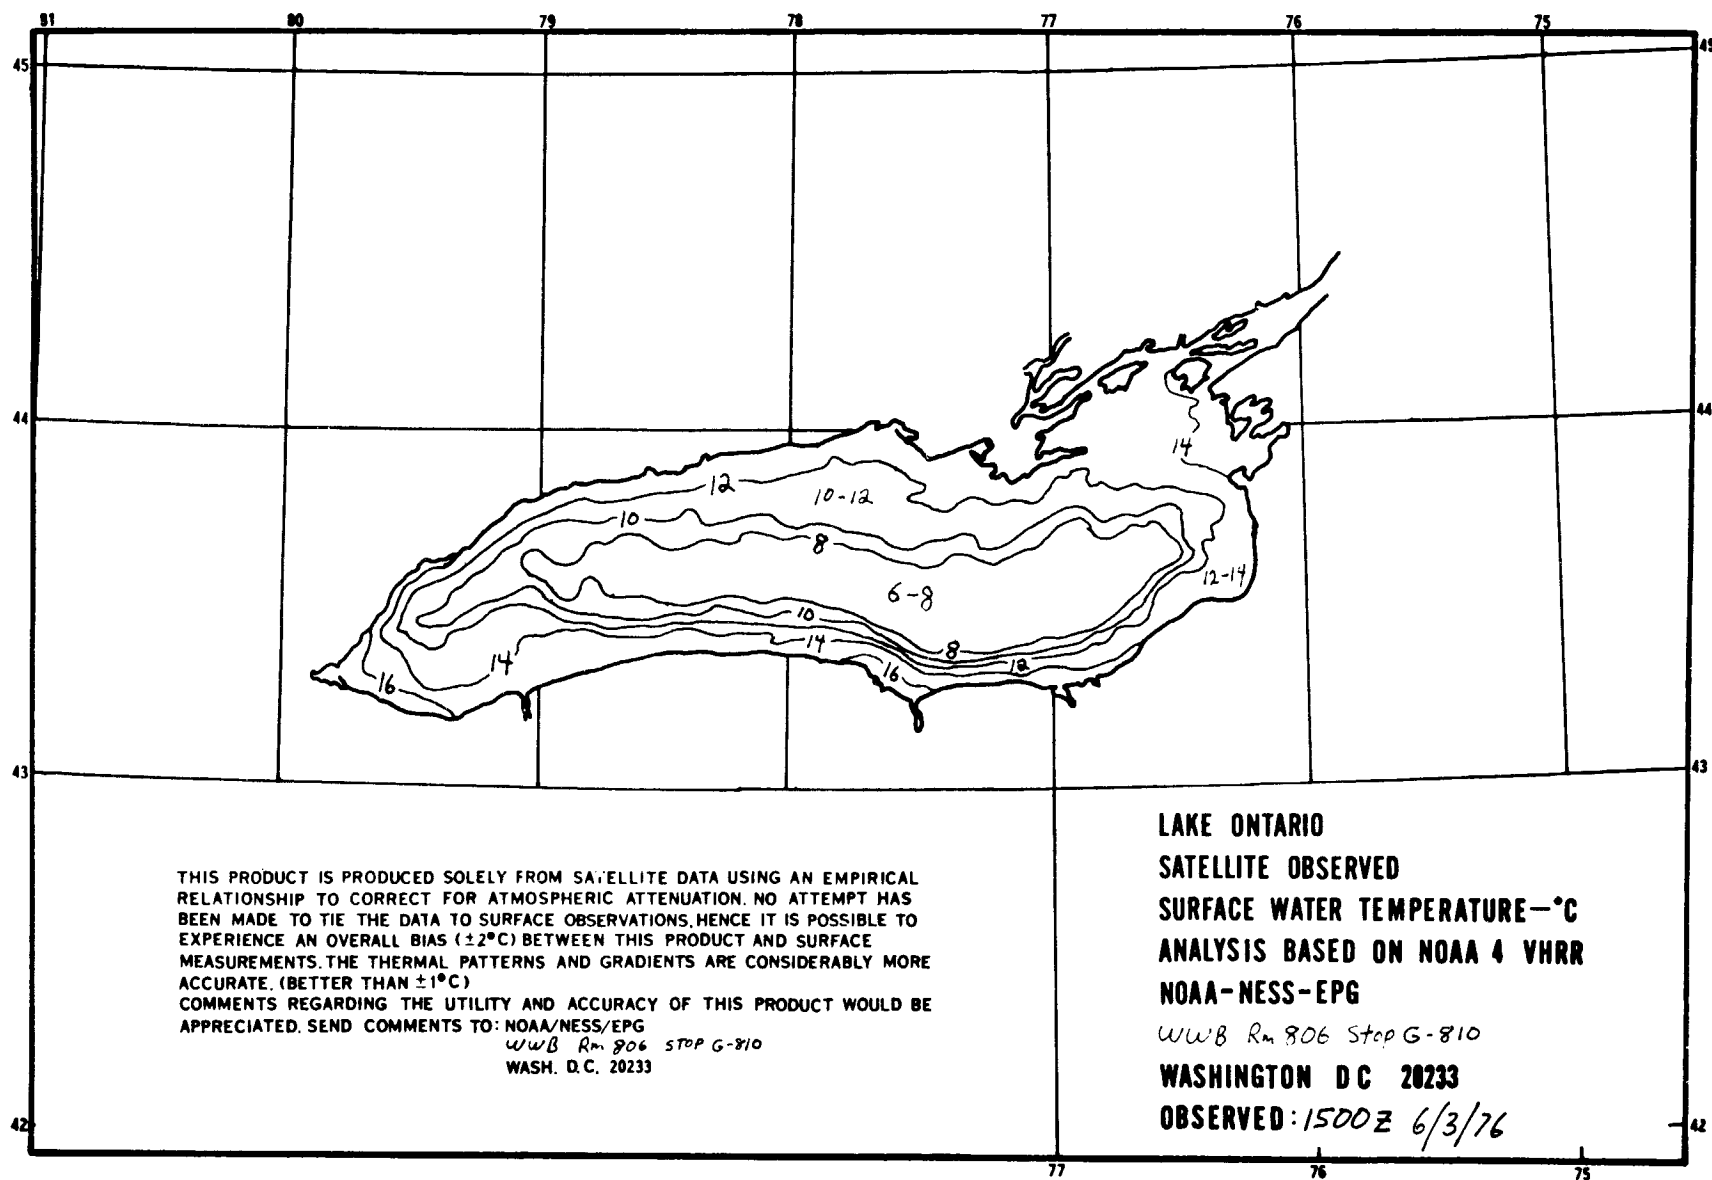 81 80 79 78 77 76 75
45 45
44 44
14
12 10-12
10
8
6-8 12-14
10
14 14 8
16 16 12
43 43
LAKE ONTARIO
SATELLITE OBSERVED
SURFACE WATER TEMPERATURE-°C
ANALYSIS BASED ON NOAA 4 VHRR
NOAA-NESS-EPG
WWB Rm 806 Stop G-810
WASHINGTON DC 20233
OBSERVED: 1500Z 6/3/76
THIS PRODUCT IS PRODUCED SOLELY FROM SATELLITE DATA USING AN EMPIRICAL
RELATIONSHIP TO CORRECT FOR ATMOSPHERIC ATTENUATION. NO ATTEMPT HAS
BEEN MADE TO TIE THE DATA TO SURFACE OBSERVATIONS, HENCE IT IS POSSIBLE TO
EXPERIENCE AN OVERALL BIAS (±2°C) BETWEEN THIS PRODUCT AND SURFACE
MEASUREMENTS. THE THERMAL PATTERNS AND GRADIENTS ARE CONSIDERABLY MORE
ACCURATE. (BETTER THAN ±1°C)
COMMENTS REGARDING THE UTILITY AND ACCURACY OF THIS PRODUCT WOULD BE
APPRECIATED. SEND COMMENTS TO: NOAA/NESS/EPG
WWB Rm 806 STOP G-810
WASH. D.C. 20233
42 42
77 76 75